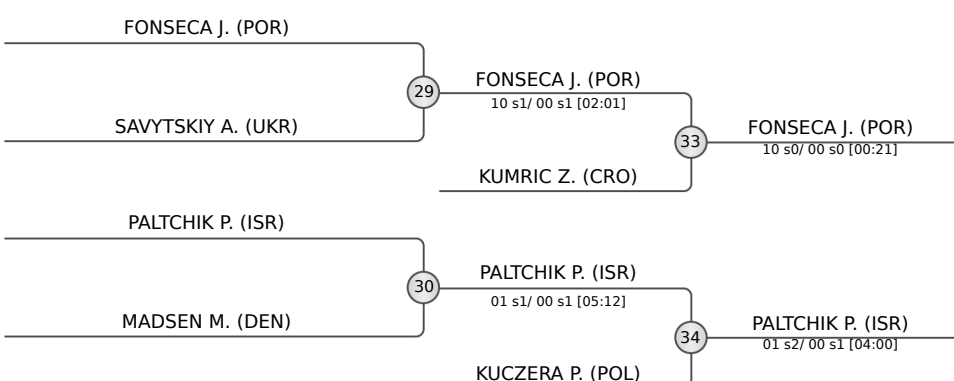 FONSECA J. (POR)
29
FONSECA J. (POR)
10 s1/ 00 s1 [02:01]
SAVYTSKIY A. (UKR)
33
FONSECA J. (POR)
10 s0/ 00 s0 [00:21]
KUMRIC Z. (CRO)
PALTCHIK P. (ISR)
30
PALTCHIK P. (ISR)
01 s1/ 00 s1 [05:12]
MADSEN M. (DEN)
34
PALTCHIK P. (ISR)
01 s2/ 00 s1 [04:00]
KUCZERA P. (POL)